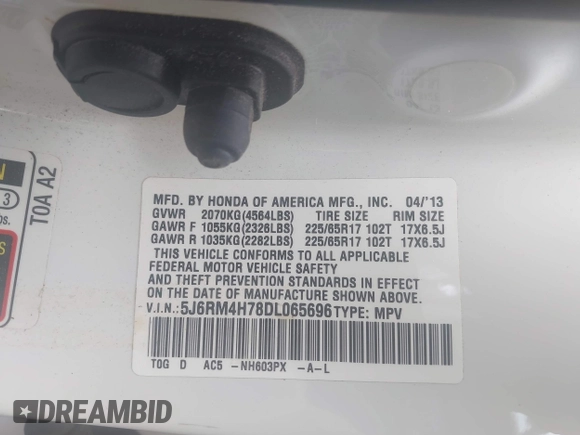 MFD. BY HONDA OF AMERICA MFG., INC. 04/'13
GVWR 2070KG(4564LBS) TIRE SIZE RIM SIZE
GAWR F 1055KG(2326LBS) 225/65R17 102T 17X6.5J
GAWR R 1035KG(2282LBS) 225/65R17 102T 17X6.5J
THIS VEHICLE CONFORMS TO ALL APPLICABLE
FEDERAL MOTOR VEHICLE SAFETY
AND THEFT PREVENTION STANDARDS IN EFFECT
ON THE DATE OF MANUFACTURE SHOWN ABOVE.
V.I.N.:5J6RM4H78DL065696 TYPE: MPV
T0G D AC5 -NH603PX -A-L
T0A A2
N
3
os.
DREAMBID